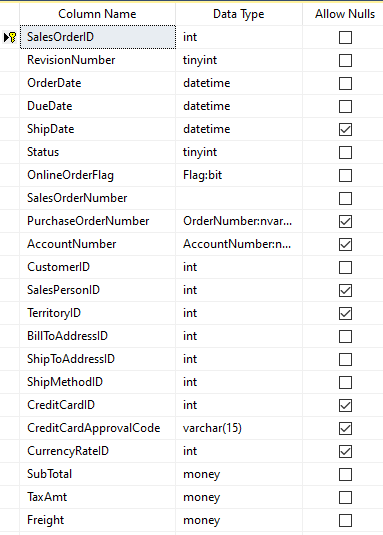 Column Name Data Type Allow Nulls
SalesOrderID int
RevisionNumber tinyint
OrderDate datetime
DueDate datetime
ShipDate datetime
Status tinyint
OnlineOrderFlag Flag:bit
SalesOrderNumber
PurchaseOrderNumber OrderNumber:nvar...
AccountNumber AccountNumber:n...
CustomerID int
SalesPersonID int
TerritoryID int
BillToAddressID int
ShipToAddressID int
ShipMethodID int
CreditCardID int
CreditCardApprovalCode varchar(15)
CurrencyRateID int
SubTotal money
TaxAmt money
Freight money